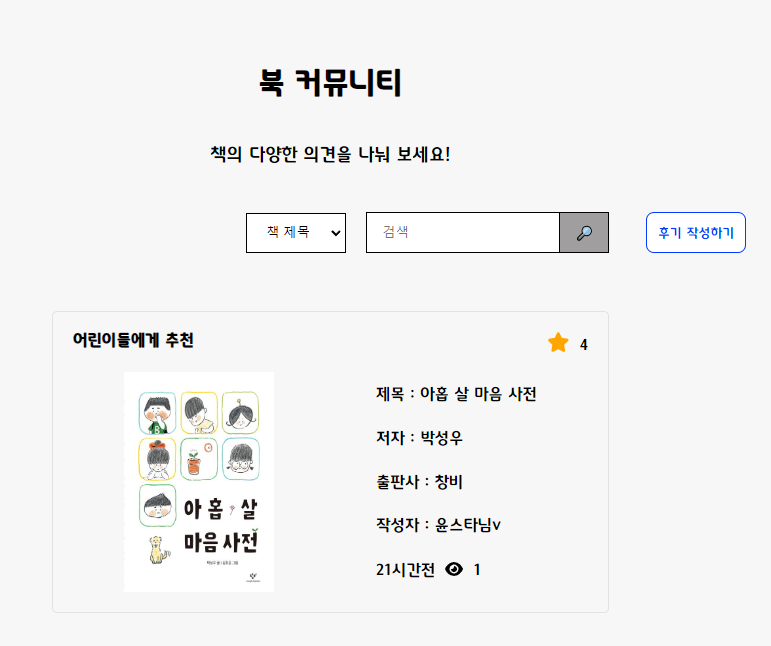 북 커뮤니티
책의 다양한 의견을 나눠 보세요!
책 제목
검색
후기 작성하기
어린이들에게 추천
4
아홉 살
마음 사전
제목 : 아홉 살 마음 사전
저자 : 박성우
출판사 : 창비
작성자 : 윤스타님v
21시간전 1